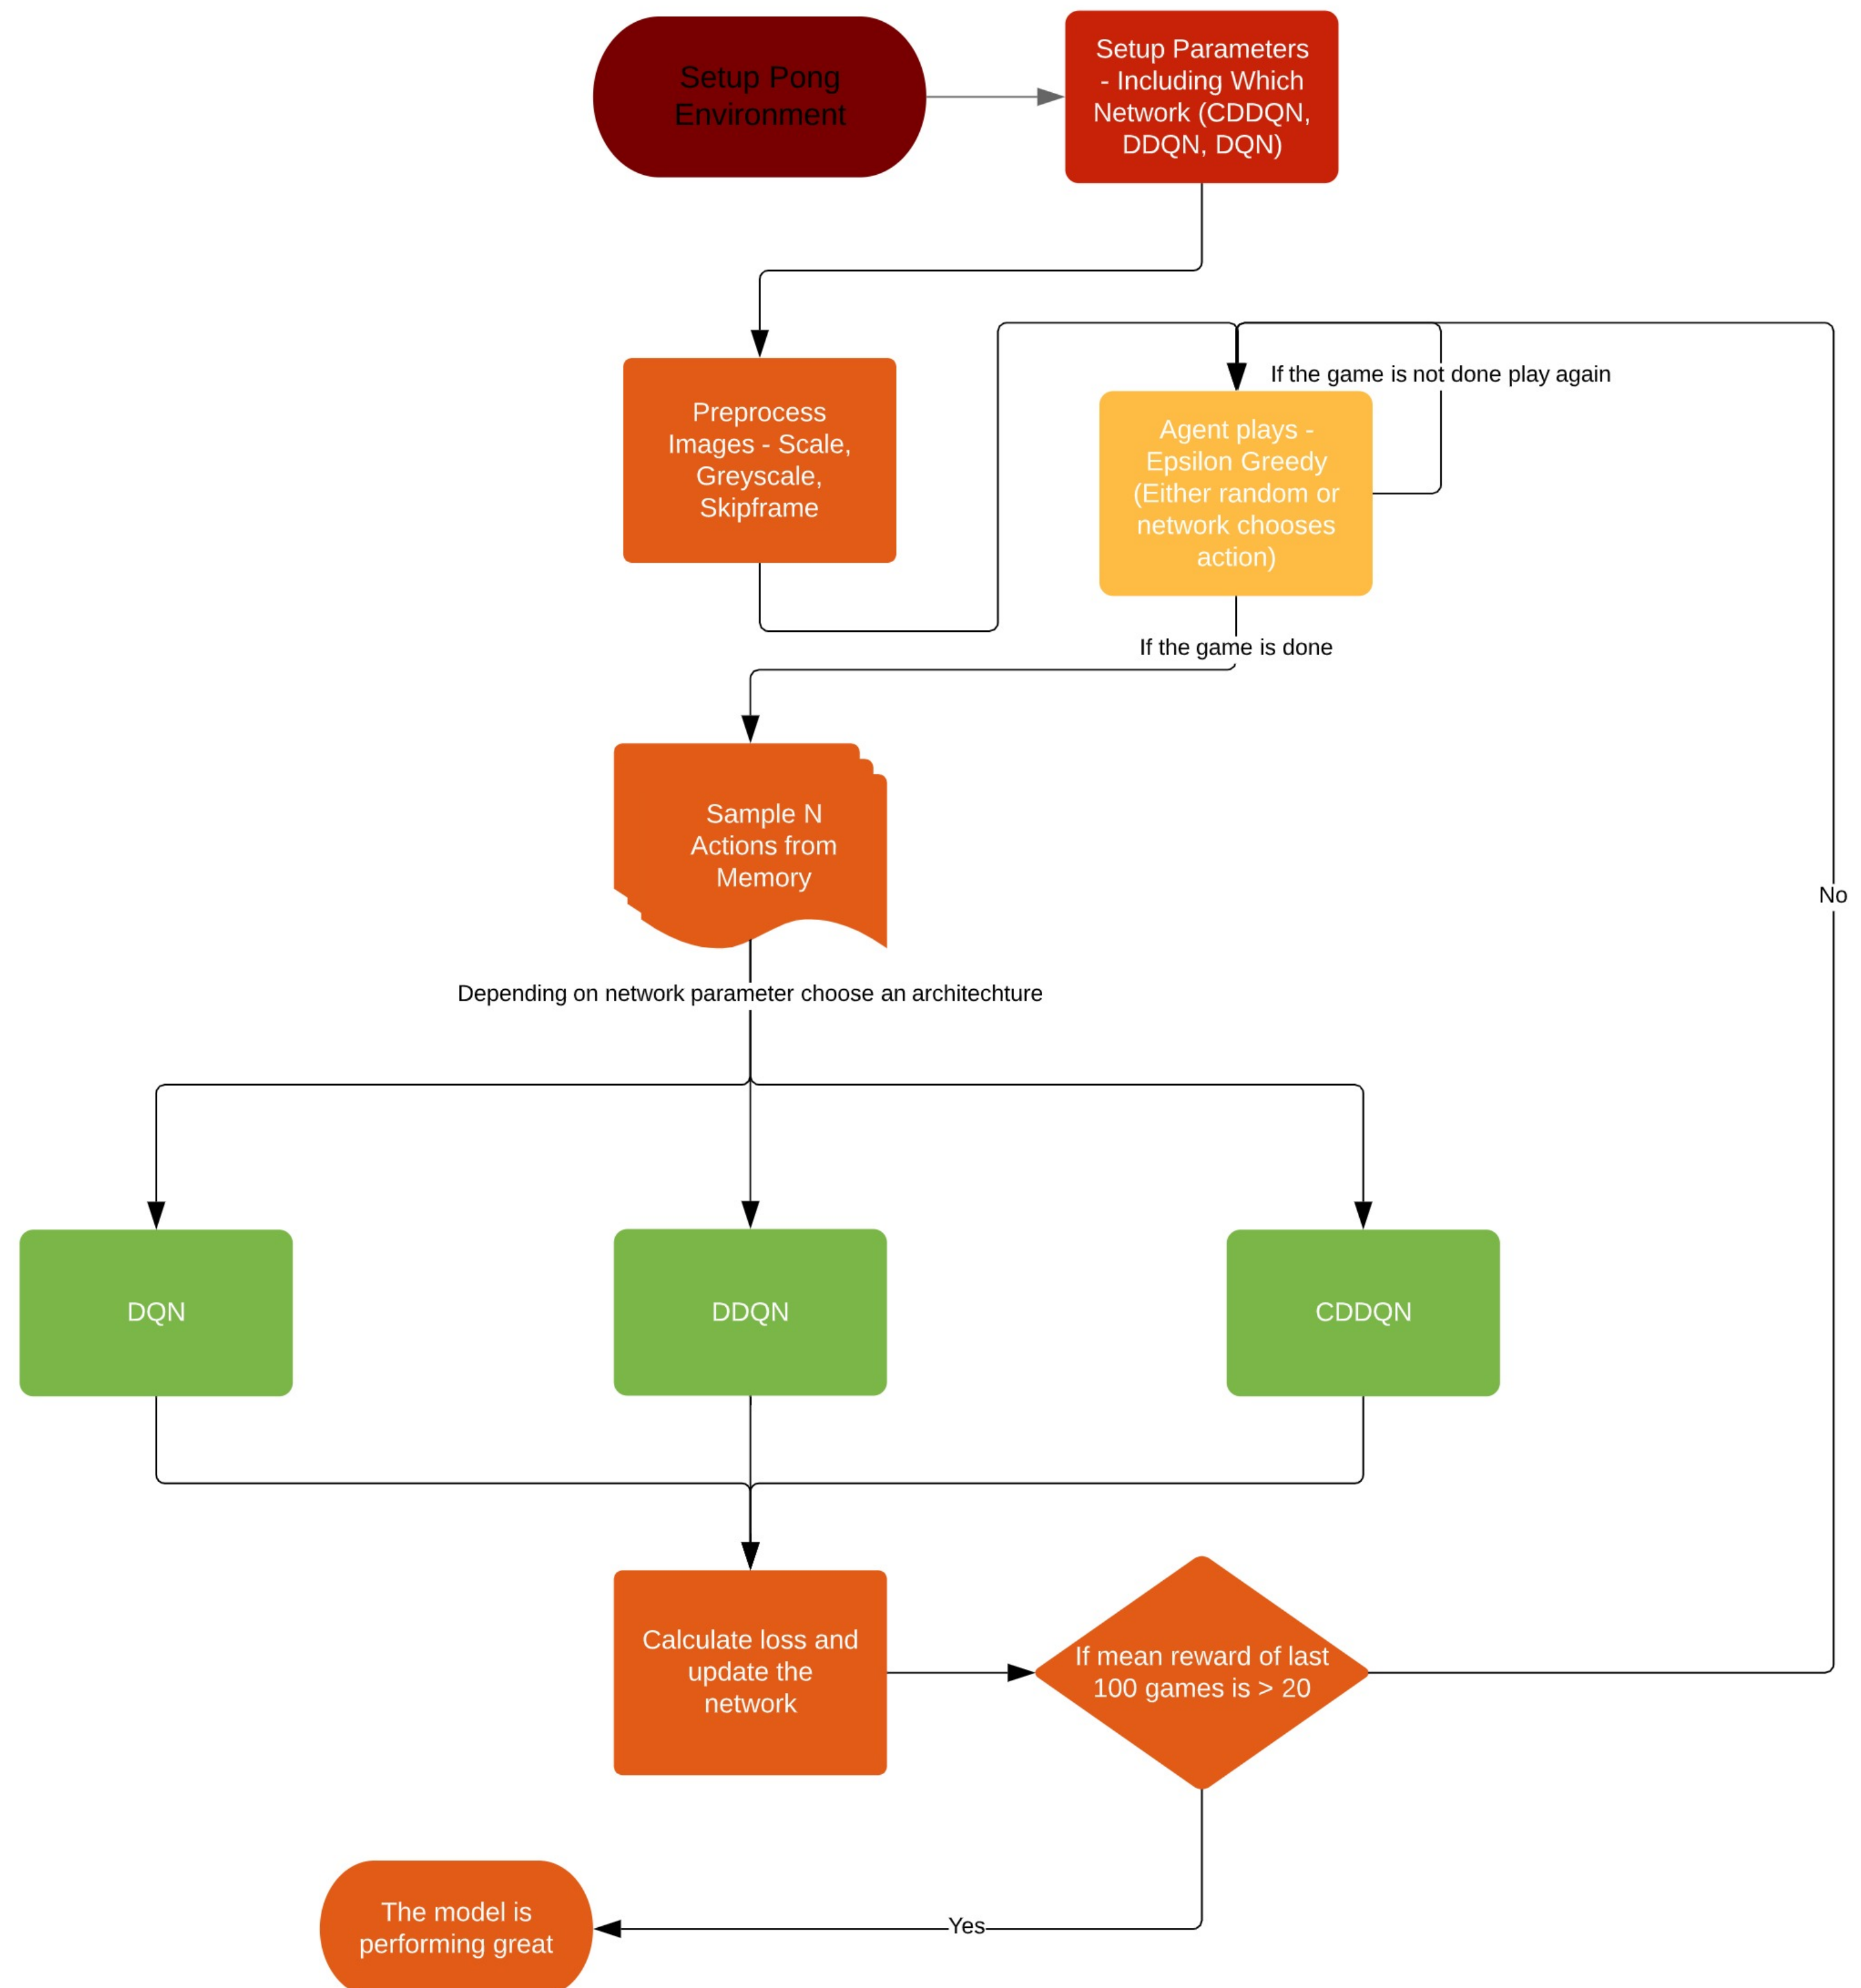 Setup Pong
Environment
Setup Parameters
- Including Which
Network (CDDQN,
DDQN, DQN)
Preprocess
Images - Scale,
Greyscale,
Skipframe
If the game is not done play again
Agent plays -
Epsilon Greedy
(Either random or
network chooses
action)
If the game is done
Sample N
Actions from
Memory
No
Depending on network parameter choose an architechture
DQN
DDQN
CDDQN
Calculate loss and
update the
network
If mean reward of last
100 games is > 20
Yes
The model is
performing great